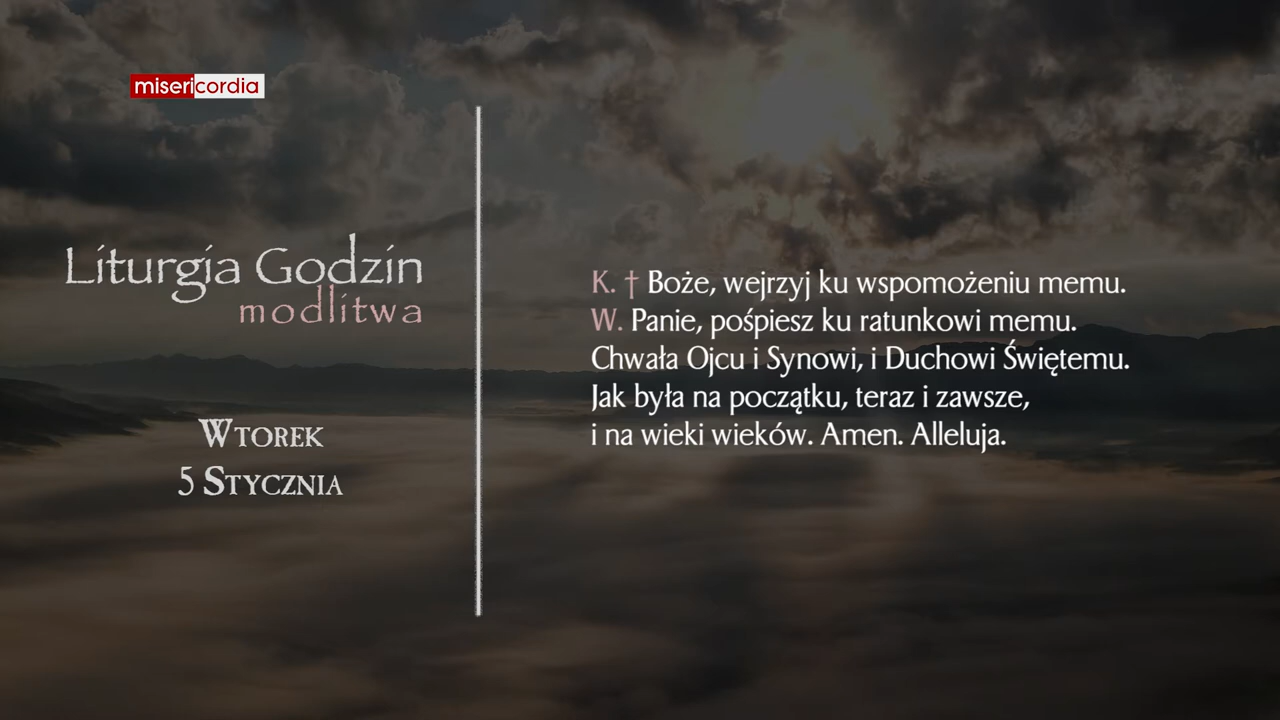 misericordia
Liturgia Godzin
modlitwa
Wtorek
5 Stycznia
K. † Boże, wejrzyj ku wspomożeniu memu.
W. Panie, pośpiesz ku ratunkowi memu.
Chwała Ojcu i Synowi, i Duchowi Świętemu.
Jak była na początku, teraz i zawsze,
i na wieki wieków. Amen. Alleluja.